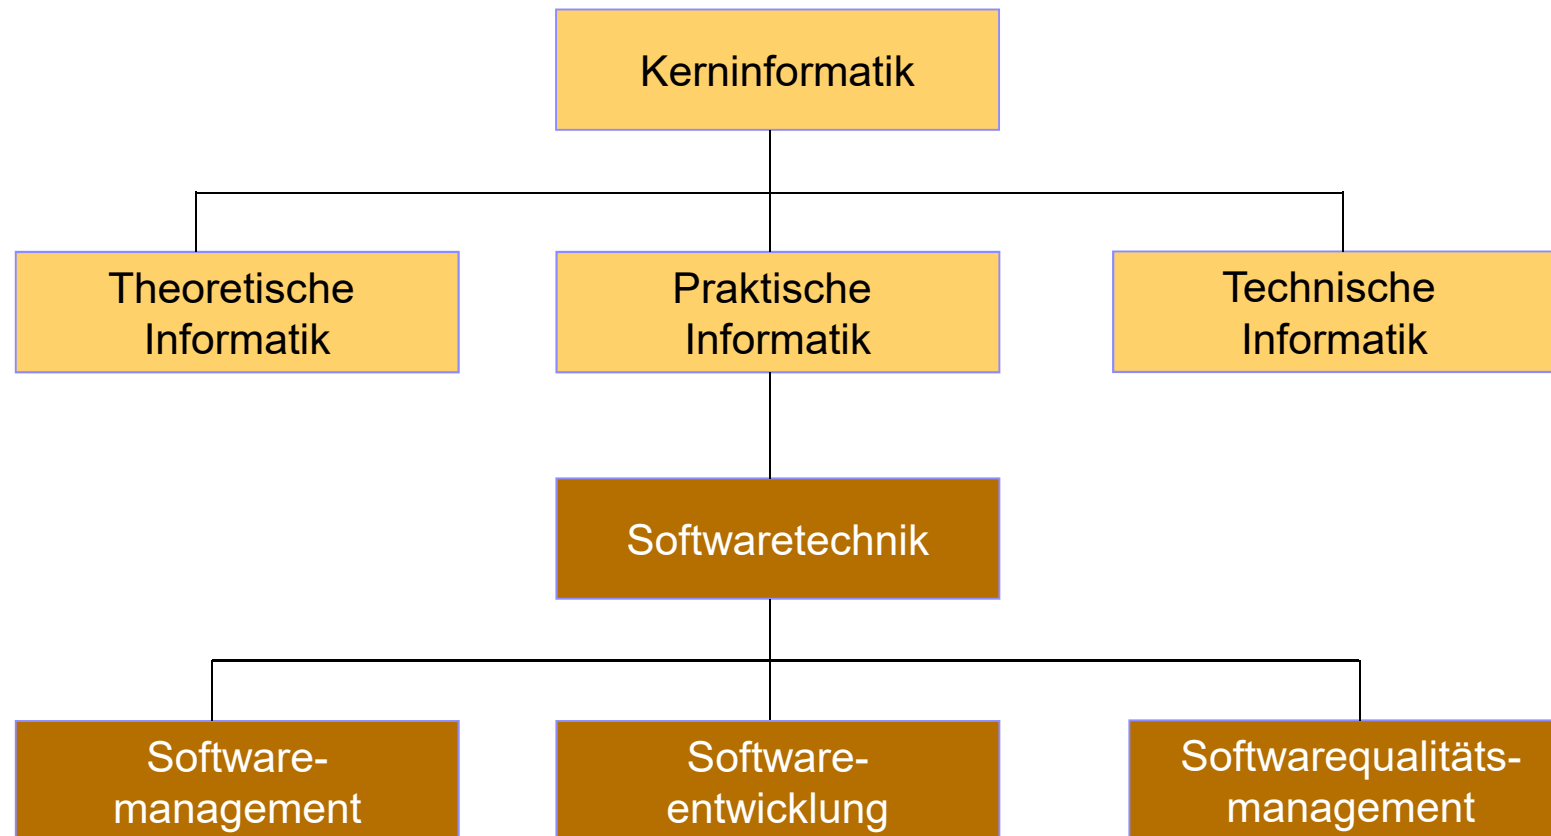 Kerninformatik
Theoretische
Informatik
Praktische
Informatik
Technische
Informatik
Softwaretechnik
Software-
management
Software-
entwicklung
Softwarequalitäts-
management